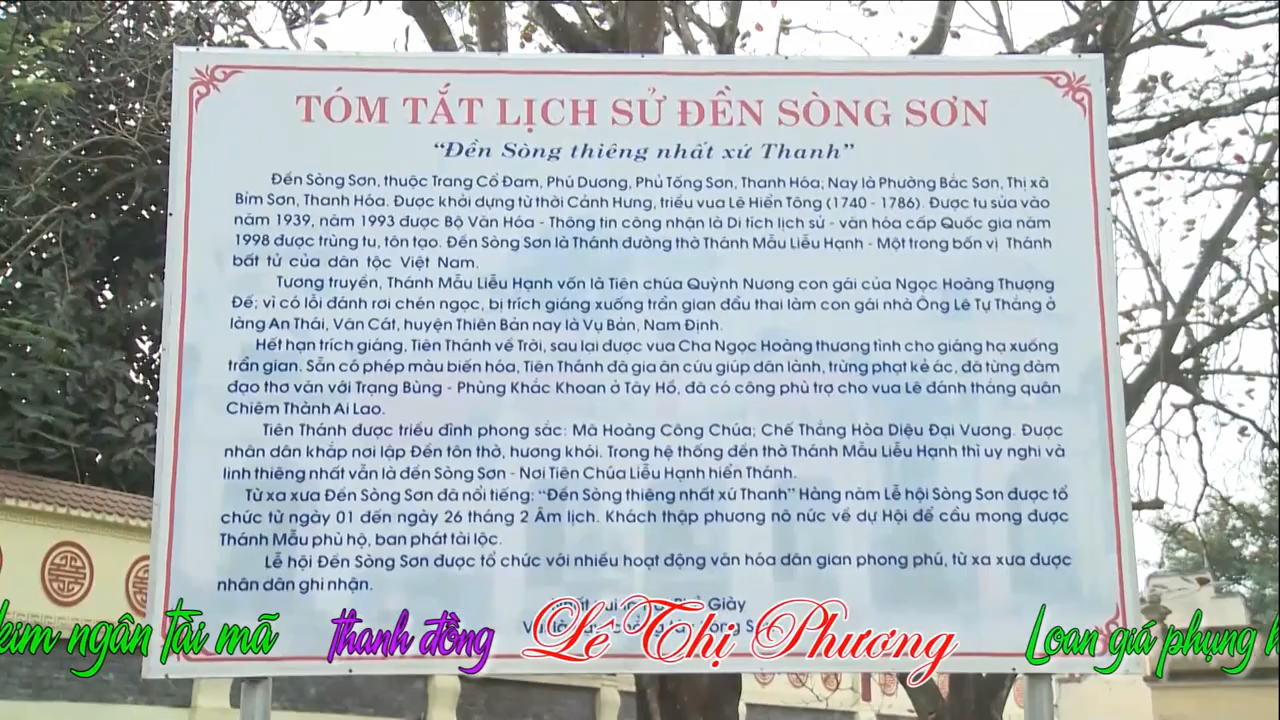 TÓM TẮT LỊCH SỬ ĐỀN SÒNG SƠN
“Đền Sòng thiêng nhất xứ Thanh”
Đền Sòng Sơn, thuộc Trang Cổ Đam, Phú Dương, Phủ Tống Sơn, Thanh Hóa; Nay là Phường Bắc Sơn, Thị xã
Bỉm Sơn, Thanh Hóa. Được khởi dựng từ thời Cảnh Hưng, triều vua Lê Hiển Tông (1740 - 1786). Được tu sửa vào
năm 1939, năm 1993 được Bộ Văn Hóa - Thông tin công nhận là Di tích lịch sử - văn hóa cấp Quốc gia năm
1998 được trùng tu, tôn tạo. Đền Sòng Sơn là Thánh đường thờ Thánh Mẫu Liễu Hạnh - Một trong bốn vị Thánh
bất tử của dân tộc Việt Nam.
Tương truyền, Thánh Mẫu Liễu Hạnh vốn là Tiên chúa Quỳnh Nương con gái của Ngọc Hoàng Thượng
Đế; vì có lỗi đánh rơi chén ngọc, bị trích giáng xuống trần gian đầu thai làm con gái nhà Ông Lê Tự Thắng ở
làng An Thái, Vân Cát, huyện Thiên Bản nay là Vụ Bản, Nam Định.
Hết hạn trích giáng, Tiên Thánh về Trời, sau lại được vua Cha Ngọc Hoàng thương tình cho giáng hạ xuống
trần gian. Sẵn có phép màu biến hóa, Tiên Thánh đã gia ân cứu giúp dân lành, trừng phạt kẻ ác, đã từng đàm
đạo thơ văn với Trạng Bùng - Phùng Khắc Khoan ở Tây Hồ, đã có công phù trợ cho vua Lê đánh thắng quân
Chiêm Thành Ai Lao.
Tiên Thánh được triều đình phong sắc: Mã Hoàng Công Chúa; Chế Thắng Hòa Diệu Đại Vương. Được
nhân dân khắp nơi lập Đền tôn thờ, hương khói. Trong hệ thống đền thờ Thánh Mẫu Liễu Hạnh thì uy nghi và
linh thiêng nhất vẫn là đền Sòng Sơn - Nơi Tiên Chúa Liễu Hạnh hiển Thánh.
Từ xa xưa Đền Sòng Sơn đã nổi tiếng; “Đền Sòng thiêng nhất xứ Thanh” Hàng năm Lễ hội Sòng Sơn được tổ
chức từ ngày 01 đến ngày 26 tháng 2 Âm lịch. Khách thập phương nô nức về dự Hội để cầu mong được
Thánh Mẫu phù hộ, ban phát tài lộc.
Lễ hội Đền Sòng Sơn được tổ chức với nhiều hoạt động văn hóa dân gian phong phú, từ xa xưa được
nhân dân ghi nhận.
Giày
kim ngân tài mã thanh đồng Lê Thị Phương Loan giá phụng